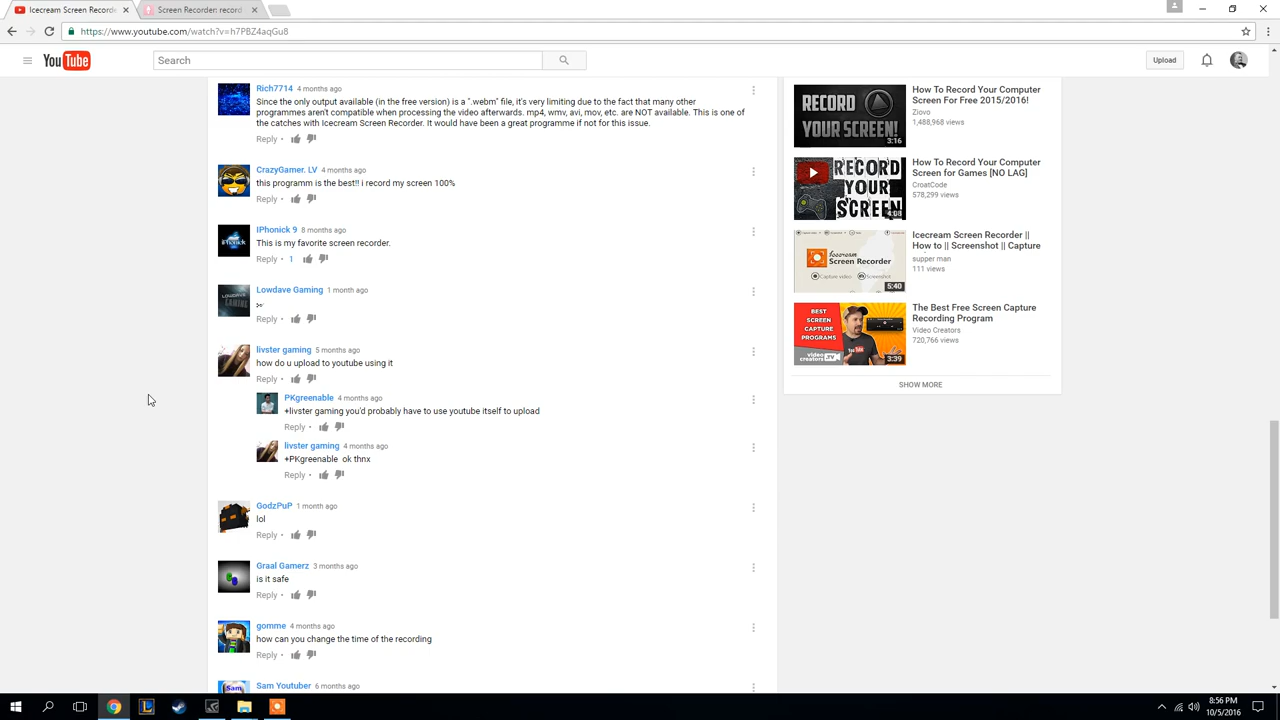 Icecream Screen Recorder
Screen Recorder: record
https://www.youtube.com/watch?v=h7PBZ4aqGu8
YouTube
Search
Upload
Rich7714 4 months ago
Since the only output available (in the free version) is a ".webm" file, it's very limiting due to the fact that many other
programmes aren't compatible when processing the video afterwards. mp4, wmv, avi, mov, etc. are NOT available. This is one of
the catches with Icecream Screen Recorder. It would have been a great programme if not for this issue.
Reply •
CrazyGamer. LV 4 months ago
this programm is the best!! i record my screen 100%
Reply •
IPhonick 9 8 months ago
This is my favorite screen recorder.
Reply • 1
Lowdave Gaming 1 month ago
Reply •
livster gaming 5 months ago
how do u upload to youtube using it
Reply •
PKgreenable 4 months ago
+livster gaming you'd probably have to use youtube itself to upload
Reply •
livster gaming 4 months ago
+PKgreenable ok thnx
Reply •
GodzPuP 1 month ago
lol
Reply •
Graal Gamerz 3 months ago
is it safe
Reply •
gomme 4 months ago
how can you change the time of the recording
Reply •
Sam Youtuber 6 months ago
Sam
RECORD
YOUR SCREEN!
3:16
How To Record Your Computer
Screen For Free 2015/2016!
Ziovo
1,488,968 views
RECORD
YOUR
SCREEN
4:08
How To Record Your Computer
Screen for Games [NO LAG]
CroatCode
578,299 views
Icecream
Screen Recorder
Capture video
Screenshot
5:40
Icecream Screen Recorder ||
How to || Screenshot || Capture
supper man
111 views
BEST
SCREEN
CAPTURE
PROGRAMS
video
creators
3:39
The Best Free Screen Capture
Recording Program
Video Creators
720,766 views
SHOW MORE
8:56 PM
10/5/2016